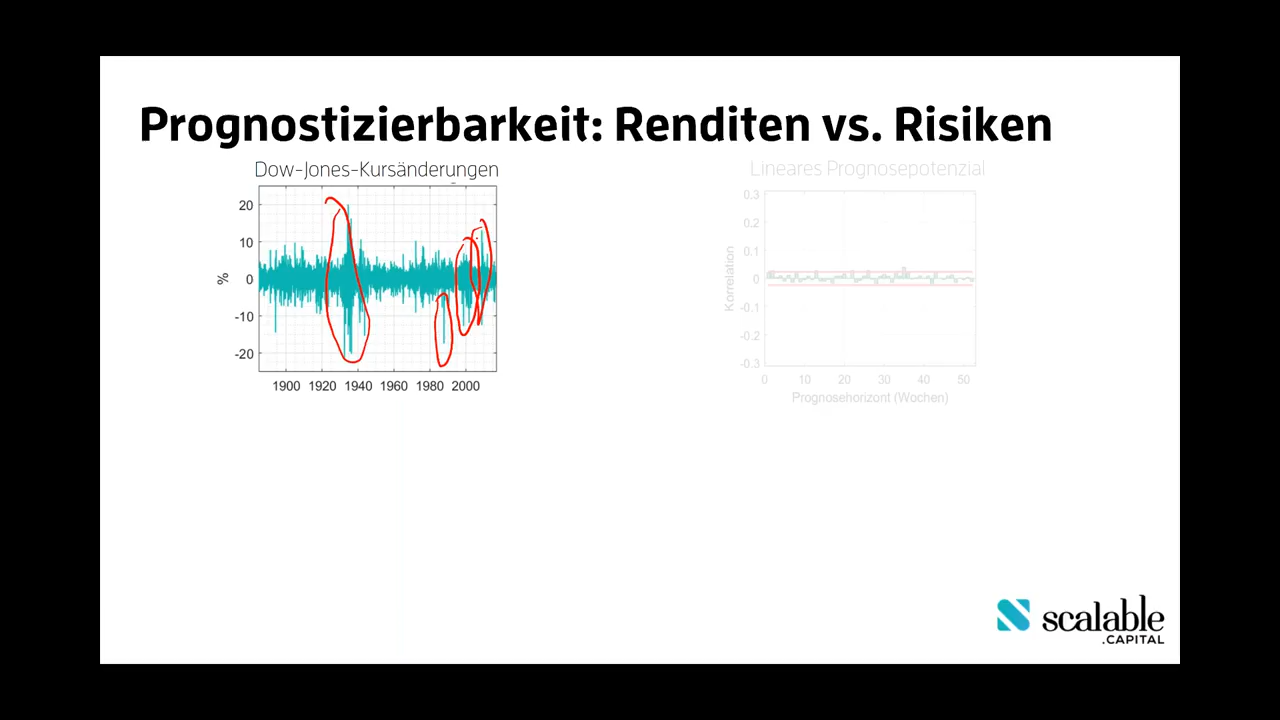 Prognostizierbarkeit: Renditen vs. Risiken
Dow-Jones-Kursänderungen
20
10
0
-10
-20
%
1900 1920 1940 1960 1980 2000
Lineares Prognosepotenzial
0.3
0.2
0.1
0
-0.1
-0.2
-0.3
Korrelation
0 10 20 30 40 50
Prognosehorizont (Wochen)
scalable
.CAPITAL